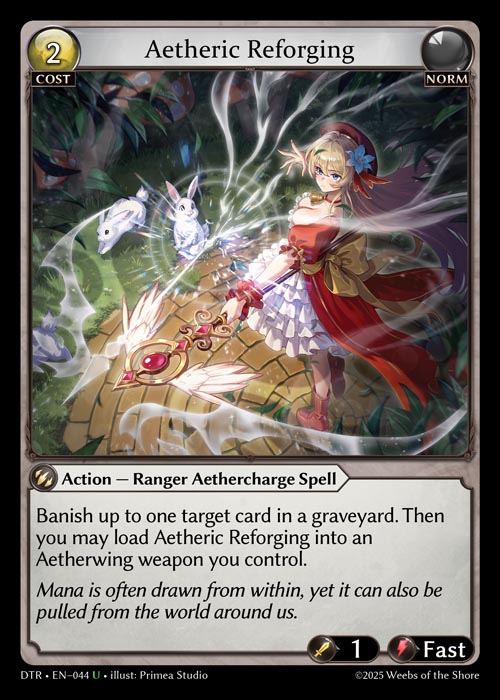 2
Aetheric Reforging
COST
NORM
Action — Ranger Aethercharge Spell
Banish up to one target card in a graveyard. Then
you may load Aetheric Reforging into an
Aetherwing weapon you control.
Mana is often drawn from within, yet it can also be
pulled from the world around us.
1
Fast
DTR • EN–044 U • illust: Primea Studio
©2025 Weebs of the Shore